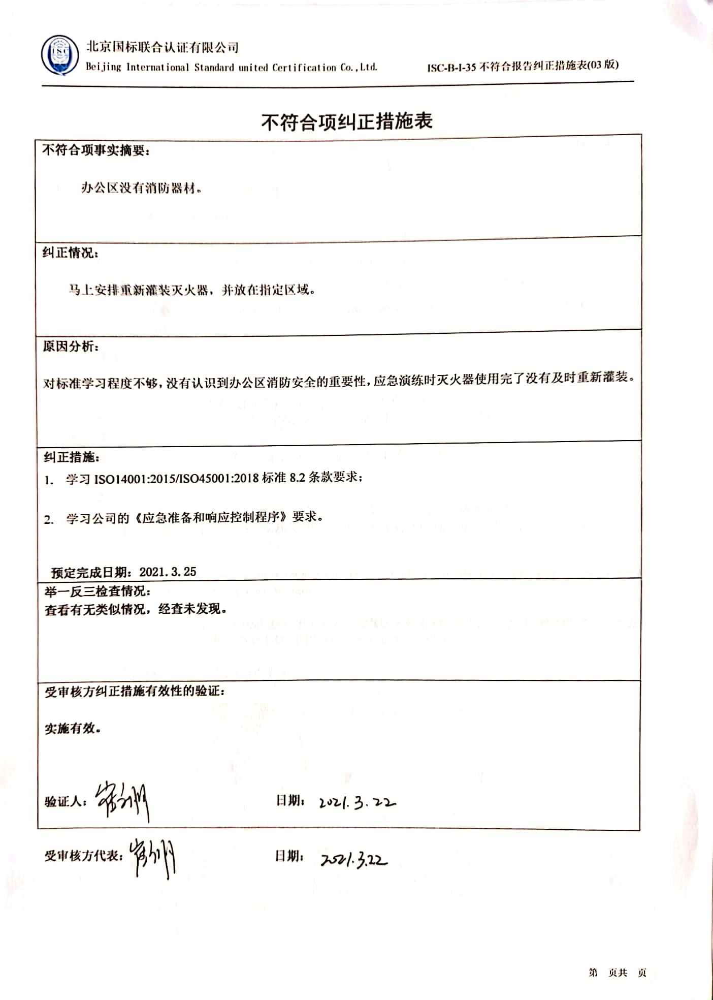 ISC
北京国标联合认证有限公司
Beijing International Standard united Certification Co.,Ltd.
ISC-B-I-35 不符合报告纠正措施表(03 版)
不符合项纠正措施表
不符合项事实摘要：
办公区没有消防器材。
纠正情况：
马上安排重新灌装灭火器，并放在指定区域。
原因分析：
对标准学习程度不够，没有认识到办公区消防安全的重要性，应急演练时灭火器使用完了没有及时重新灌装。
纠正措施：
1. 学习 ISO14001:2015/ISO45001:2018 标准 8.2 条款要求；
2. 学习公司的《应急准备和响应控制程序》要求。
预定完成日期：2021.3.25
举一反三检查情况：
查看有无类似情况，经查未发现。
受审核方纠正措施有效性的验证：
实施有效。
验证人： 日期： 2021.3.22
受审核方代表： 日期： 2021.3.22
第 页共 页